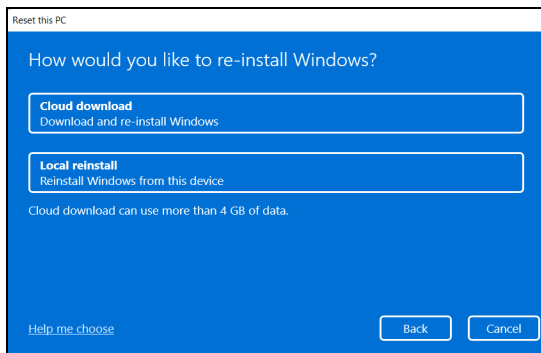 Reset this PC
How would you like to re-install Windows?
Cloud download
Download and re-install Windows
Local reinstall
Reinstall Windows from this device
Cloud download can use more than 4 GB of data.
Help me choose
Back
Cancel